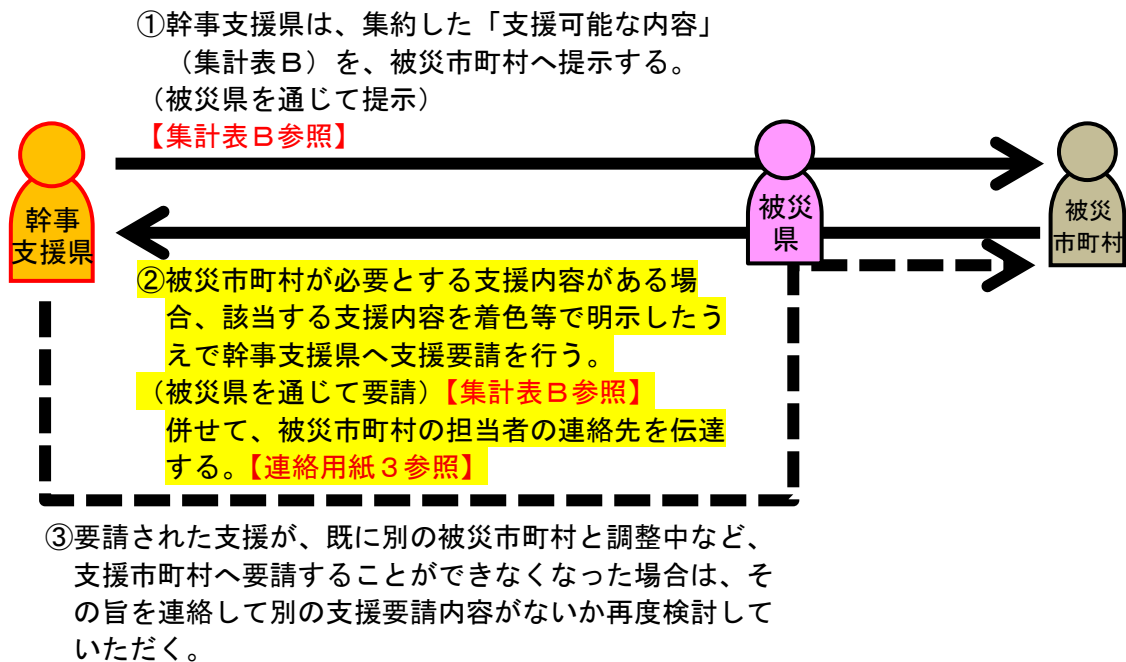 ①幹事支援県は、集約した「支援可能な内容」
（集計表Ｂ）を、被災市町村へ提示する。
（被災県を通じて提示）
【集計表Ｂ参照】
幹事
支援県
被災
県
被災
市町村
②被災市町村が必要とする支援内容がある場
合、該当する支援内容を着色等で明示したう
えで幹事支援県へ支援要請を行う。
（被災県を通じて要請）【集計表Ｂ参照】
併せて、被災市町村の担当者の連絡先を伝達
する。【連絡用紙３参照】
③要請された支援が、既に別の被災市町村と調整中など、
支援市町村へ要請することができなくなった場合は、そ
の旨を連絡して別の支援要請内容がないか再度検討して
いただく。